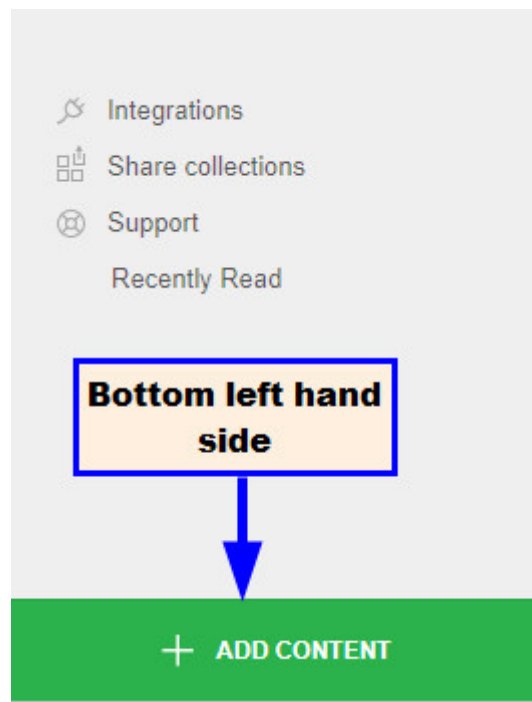 Integrations
Share collections
Support
Recently Read
Bottom left hand
side
ADD CONTENT